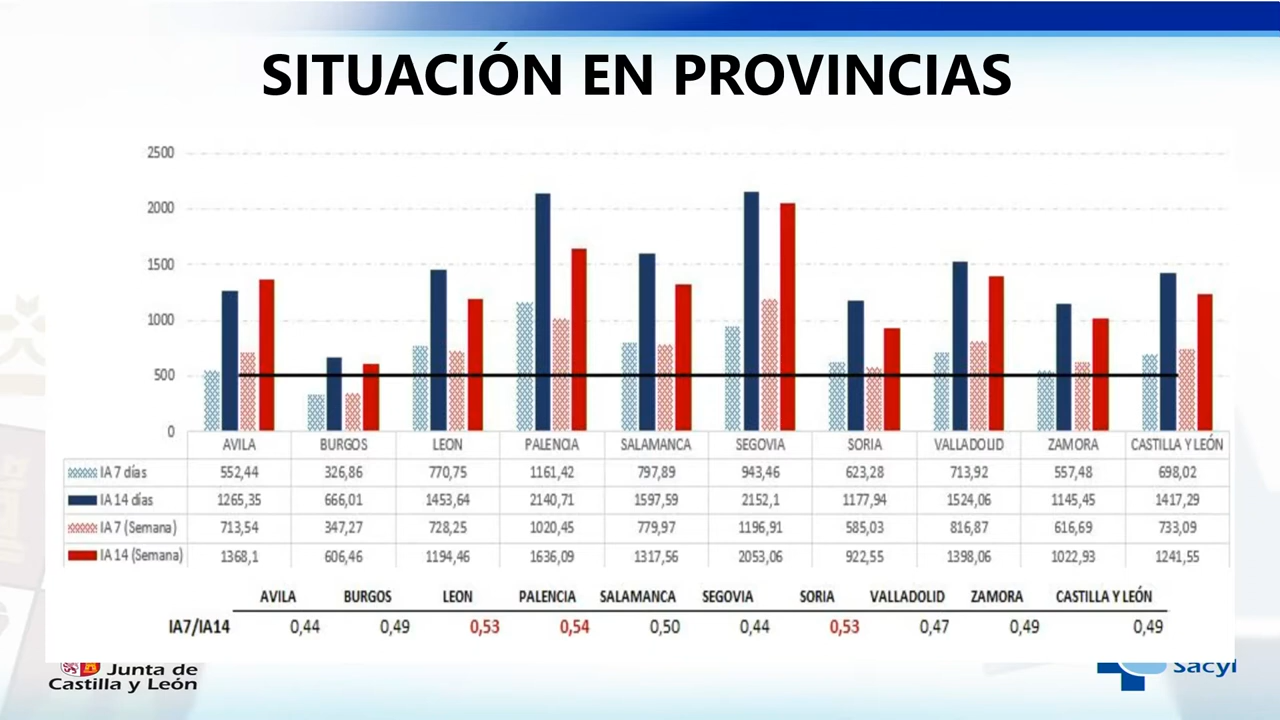 SITUACIÓN EN PROVINCIAS
2500
2000
1500
1000
500
0
AVILA BURGOS LEON PALENCIA SALAMANCA SEGOVIA SORIA VALLADOLID ZAMORA CASTILLA Y LEÓN
IA 7 días 552,44 326,86 770,75 1161,42 797,89 943,46 623,28 713,92 557,48 698,02
IA 14 días 1265,35 666,01 1453,64 2140,71 1597,59 2152,1 1177,94 1524,06 1145,45 1417,29
IA 7 (Semana) 713,54 347,27 728,25 1020,45 779,97 1196,91 585,03 816,87 616,69 733,09
IA 14 (Semana) 1368,1 606,46 1194,46 1636,09 1317,56 2053,06 922,55 1398,06 1022,93 1241,55
AVILA BURGOS LEON PALENCIA SALAMANCA SEGOVIA SORIA VALLADOLID ZAMORA CASTILLA Y LEÓN
IA7/IA14 0,44 0,49 0,53 0,54 0,50 0,44 0,53 0,47 0,49 0,49
Junta de
Castilla y León
Sacyl